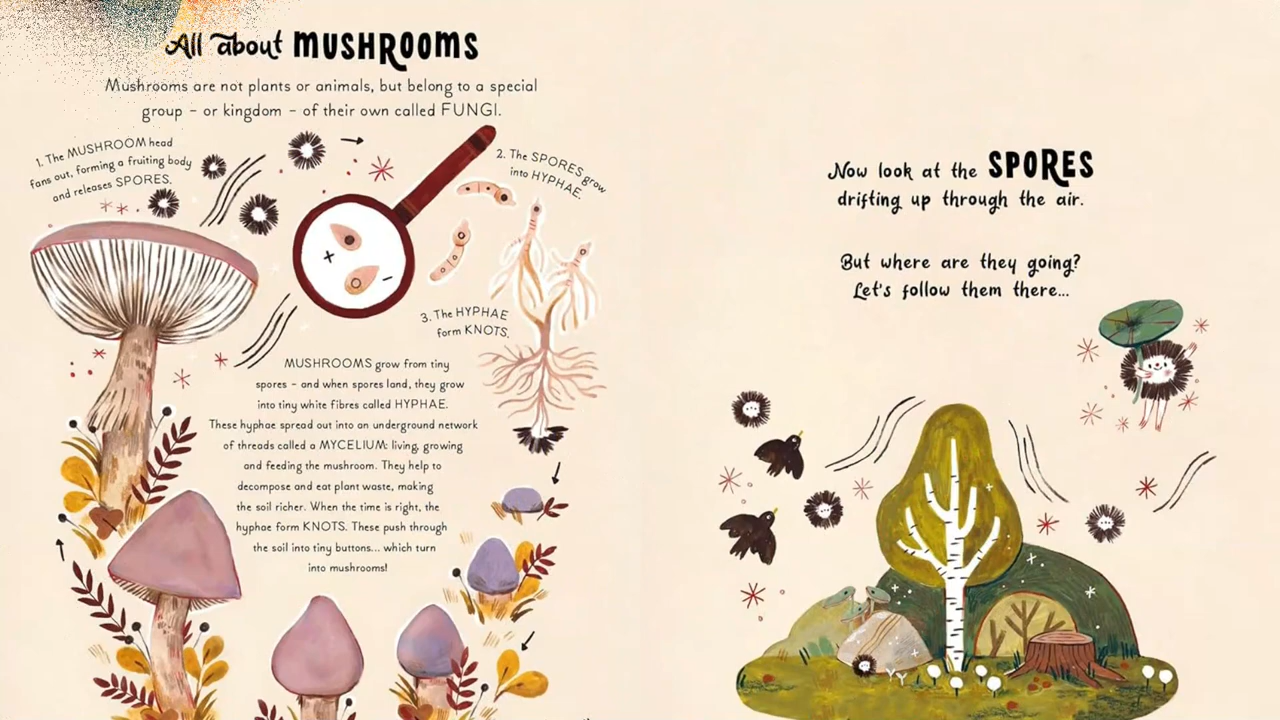 All about MUSHROOMS
Mushrooms are not plants or animals, but belong to a special
group – or kingdom – of their own called FUNGI.
1. The MUSHROOM head
fans out, forming a fruiting body
and releases SPORES.
2. The SPORES grow
into HYPHAE.
3. The HYPHAE
form KNOTS.
MUSHROOMS grow from tiny
spores – and when spores land, they grow
into tiny white fibres called HYPHAE.
These hyphae spread out into an underground network
of threads called a MYCELIUM: living, growing
and feeding the mushroom. They help to
decompose and eat plant waste, making
the soil richer. When the time is right, the
hyphae form KNOTS. These push through
the soil into tiny buttons... which turn
into mushrooms!
Now look at the SPORES
drifting up through the air.
But where are they going?
Let's follow them there...